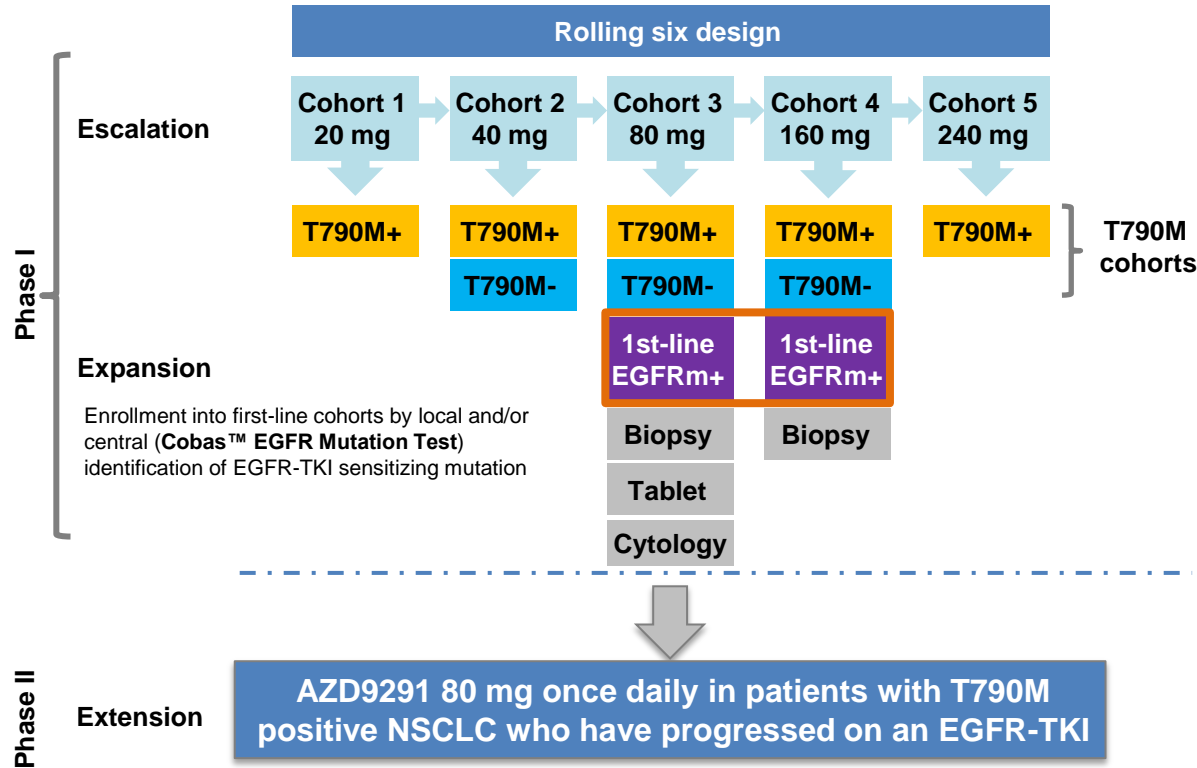 Rolling six design
Phase I
Escalation
Cohort 1
20 mg
Cohort 2
40 mg
Cohort 3
80 mg
Cohort 4
160 mg
Cohort 5
240 mg
T790M+
T790M+
T790M+
T790M+
T790M+
T790M
cohorts
T790M-
T790M-
T790M-
Expansion
Enrollment into first-line cohorts by local and/or
central (Cobas™ EGFR Mutation Test)
identification of EGFR-TKI sensitizing mutation
1st-line
EGFRm+
1st-line
EGFRm+
Biopsy
Biopsy
Tablet
Cytology
Phase II
Extension
AZD9291 80 mg once daily in patients with T790M
positive NSCLC who have progressed on an EGFR-TKI